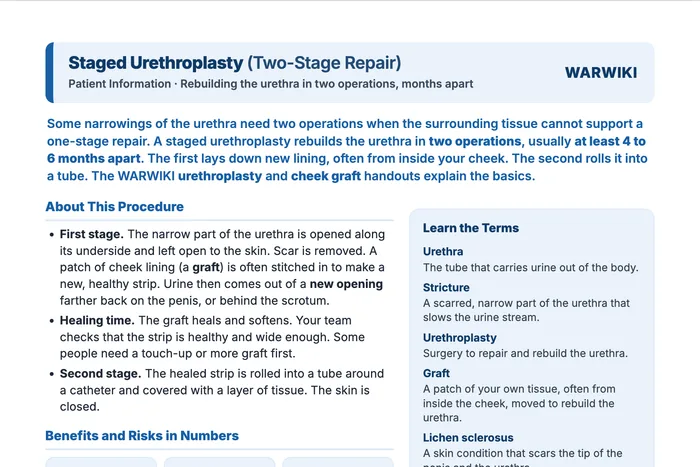 Staged Urethroplasty (Two-Stage Repair)
Patient Information · Rebuilding the urethra in two operations, months apart
WARWIKI
Some narrowings of the urethra need two operations when the surrounding tissue cannot support a
one-stage repair. A staged urethroplasty rebuilds the urethra in two operations, usually at least 4 to
6 months apart. The first lays down new lining, often from inside your cheek. The second rolls it into
a tube. The WARWIKI urethroplasty and cheek graft handouts explain the basics.
About This Procedure
• First stage. The narrow part of the urethra is opened along
its underside and left open to the skin. Scar is removed. A
patch of cheek lining (a graft) is often stitched in to make a
new, healthy strip. Urine then comes out of a new opening
farther back on the penis, or behind the scrotum.
• Healing time. The graft heals and softens. Your team
checks that the strip is healthy and wide enough. Some
people need a touch-up or more graft first.
• Second stage. The healed strip is rolled into a tube around
a catheter and covered with a layer of tissue. The skin is
closed.
Benefits and Risks in Numbers
Learn the Terms
Urethra
The tube that carries urine out of the body.
Stricture
A scarred, narrow part of the urethra that
slows the urine stream.
Urethroplasty
Surgery to repair and rebuild the urethra.
Graft
A patch of your own tissue, often from
inside the cheek, moved to rebuild the
urethra.
Lichen sclerosus
A skin condition that scars the tip of the
penis and the urethra.